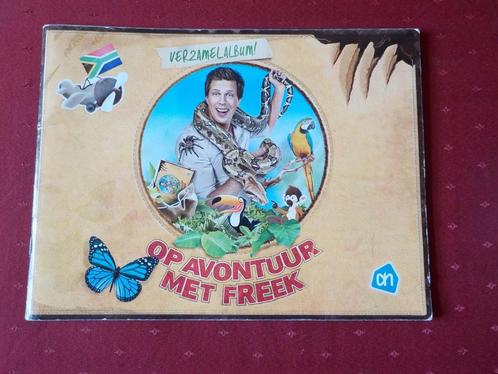 VERZAMELALBUM!
OP AVONTUUR
MET FREEK
ah